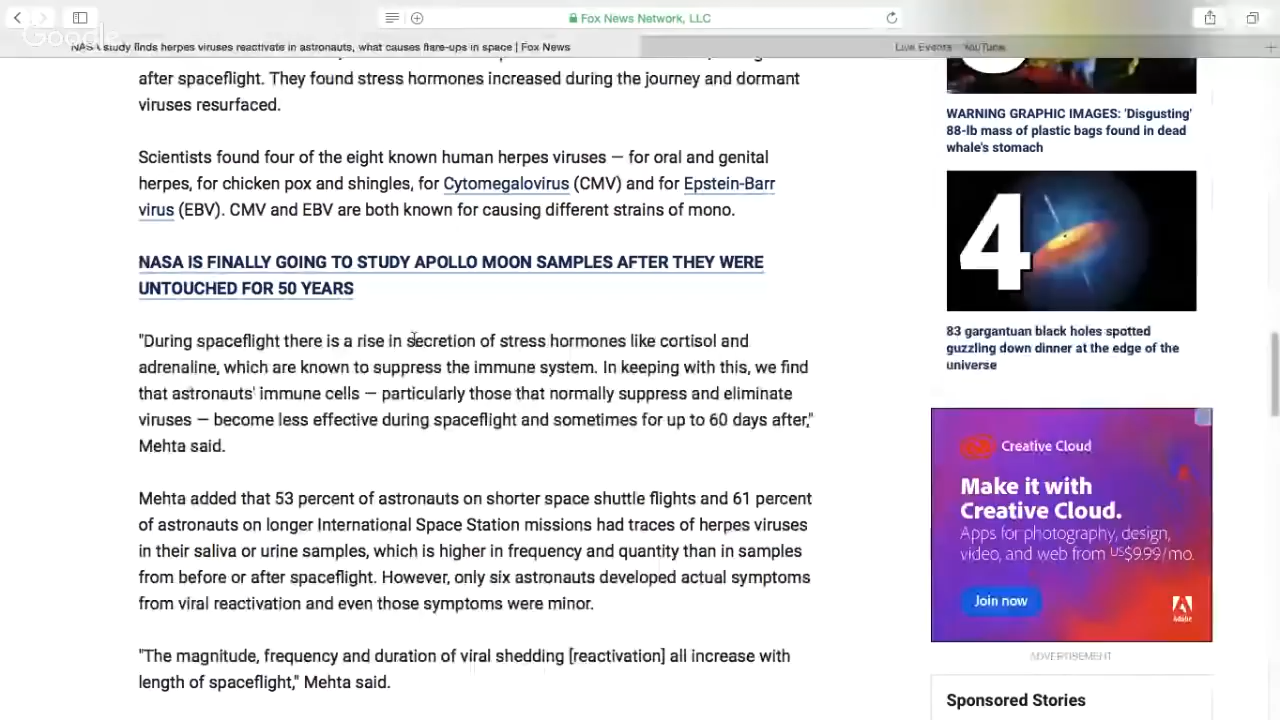 Fox News Network, LLC
Google
NASA study finds herpes viruses reactivate in astronauts, what causes flare-ups in space | Fox News
Live Events - YouTube
after spaceflight. They found stress hormones increased during the journey and dormant
viruses resurfaced.
Scientists found four of the eight known human herpes viruses — for oral and genital
herpes, for chicken pox and shingles, for Cytomegalovirus (CMV) and for Epstein-Barr
virus (EBV). CMV and EBV are both known for causing different strains of mono.
NASA IS FINALLY GOING TO STUDY APOLLO MOON SAMPLES AFTER THEY WERE
UNTOUCHED FOR 50 YEARS
"During spaceflight there is a rise in secretion of stress hormones like cortisol and
adrenaline, which are known to suppress the immune system. In keeping with this, we find
that astronauts' immune cells — particularly those that normally suppress and eliminate
viruses — become less effective during spaceflight and sometimes for up to 60 days after,"
Mehta said.
Mehta added that 53 percent of astronauts on shorter space shuttle flights and 61 percent
of astronauts on longer International Space Station missions had traces of herpes viruses
in their saliva or urine samples, which is higher in frequency and quantity than in samples
from before or after spaceflight. However, only six astronauts developed actual symptoms
from viral reactivation and even those symptoms were minor.
"The magnitude, frequency and duration of viral shedding [reactivation] all increase with
length of spaceflight," Mehta said.
WARNING GRAPHIC IMAGES: 'Disgusting'
88-lb mass of plastic bags found in dead
whale's stomach
4
83 gargantuan black holes spotted
guzzling down dinner at the edge of the
universe
Creative Cloud
Make it with
Creative Cloud.
Apps for photography, design,
video, and web from US$9.99/mo.
Join now
Adobe
ADVERTISEMENT
Sponsored Stories